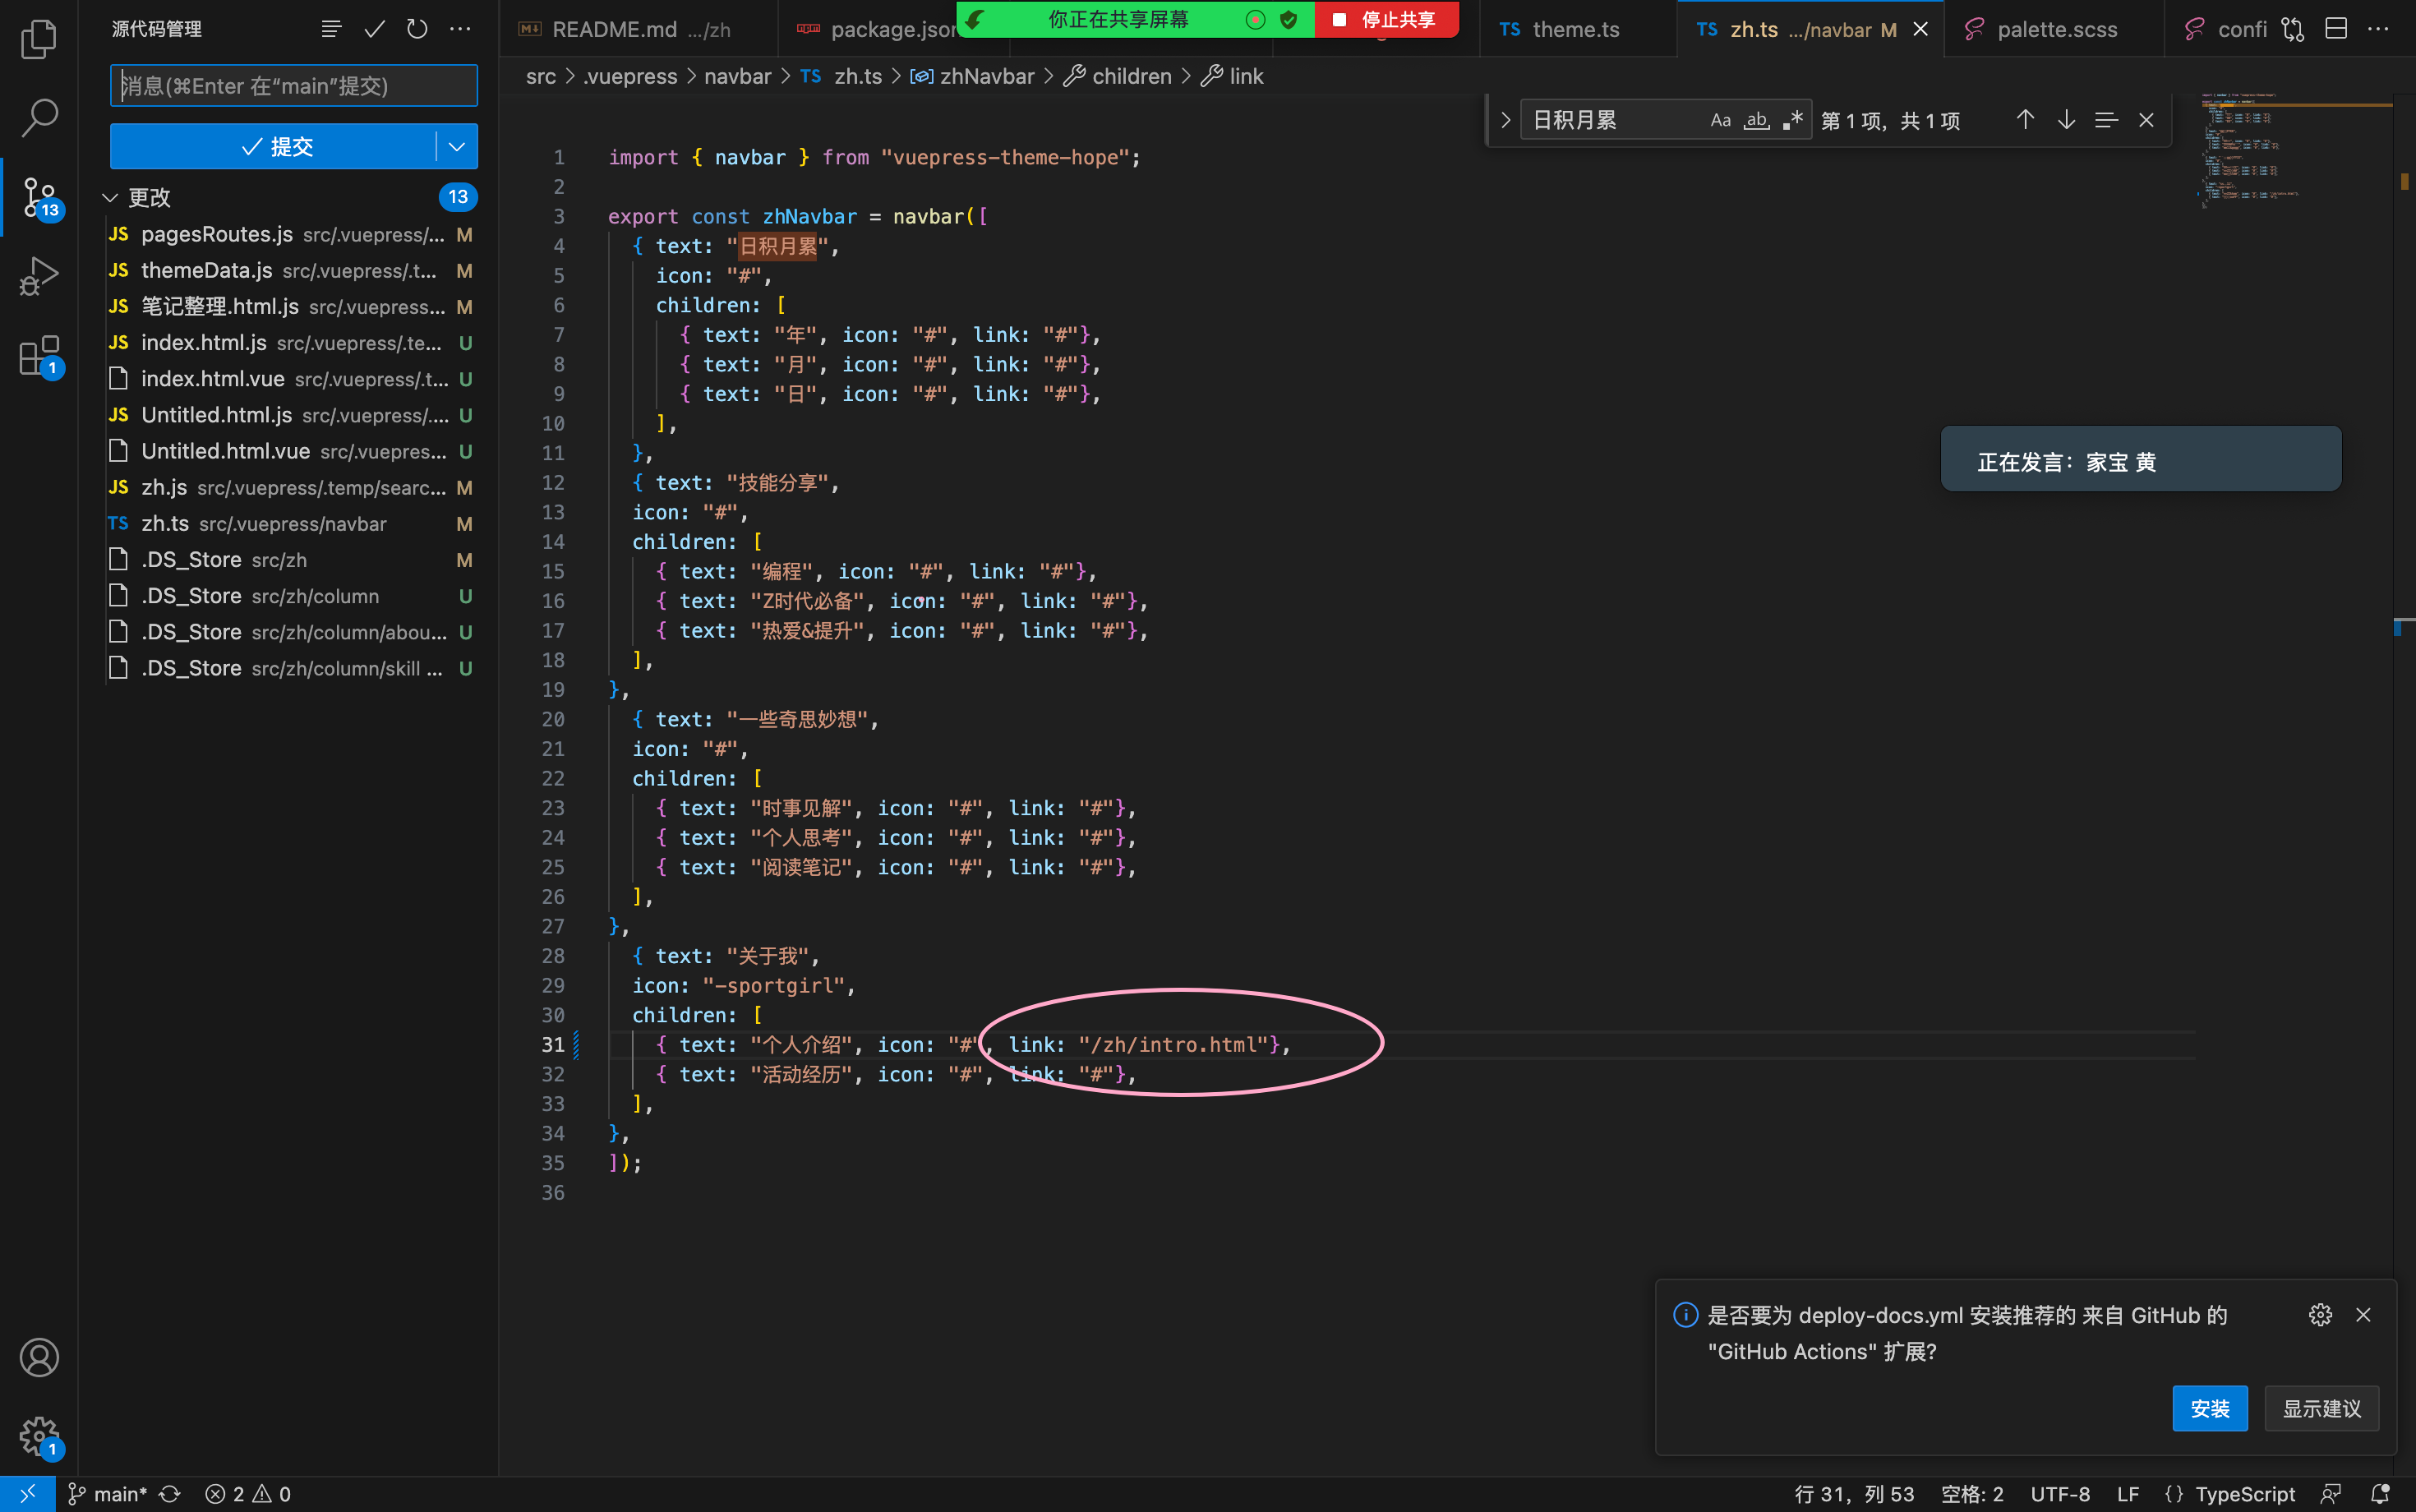 源代码管理
消息(⌘Enter 在“main”提交)
提交
更改 13
JS pagesRoutes.js src/.vuepress/... M
JS themeData.js src/.vuepress/.t... M
JS 笔记整理.html.js src/.vuepress... M
JS index.html.js src/.vuepress/.te... U
index.html.vue src/.vuepress/.t... U
JS Untitled.html.js src/.vuepress/.... U
Untitled.html.vue src/.vuepres... U
JS zh.js src/.vuepress/.temp/searc... M
TS zh.ts src/.vuepress/navbar M
.DS_Store src/zh M
.DS_Store src/zh/column U
.DS_Store src/zh/column/abou... U
.DS_Store src/zh/column/skill ... U
13
1
1
README.md .../zh
package.json
你正在共享屏幕
停止共享
TS theme.ts
TS zh.ts .../navbar M
palette.scss
confi
src > .vuepress > navbar > TS zh.ts > zhNavbar > children > link
日积月累 Aa ab 第 1 项，共 1 项
1 import { navbar } from "vuepress-theme-hope";
2
3 export const zhNavbar = navbar([
4 { text: "日积月累",
5 icon: "#",
6 children: [
7 { text: "年", icon: "#", link: "#"},
8 { text: "月", icon: "#", link: "#"},
9 { text: "日", icon: "#", link: "#"},
10 ],
11 },
12 { text: "技能分享",
13 icon: "#",
14 children: [
15 { text: "编程", icon: "#", link: "#"},
16 { text: "Z时代必备", icon: "#", link: "#"},
17 { text: "热爱&提升", icon: "#", link: "#"},
18 ],
19 },
20 { text: "一些奇思妙想",
21 icon: "#",
22 children: [
23 { text: "时事见解", icon: "#", link: "#"},
24 { text: "个人思考", icon: "#", link: "#"},
25 { text: "阅读笔记", icon: "#", link: "#"},
26 ],
27 },
28 { text: "关于我",
29 icon: "-sportgirl",
30 children: [
31 { text: "个人介绍", icon: "#", link: "/zh/intro.html"},
32 { text: "活动经历", icon: "#", link: "#"},
33 ],
34 },
35 ]);
36
正在发言：家宝 黄
是否要为 deploy-docs.yml 安装推荐的 来自 GitHub 的
"GitHub Actions" 扩展?
安装
显示建议
main* 2 0
行 31，列 53 空格: 2 UTF-8 LF {} TypeScript